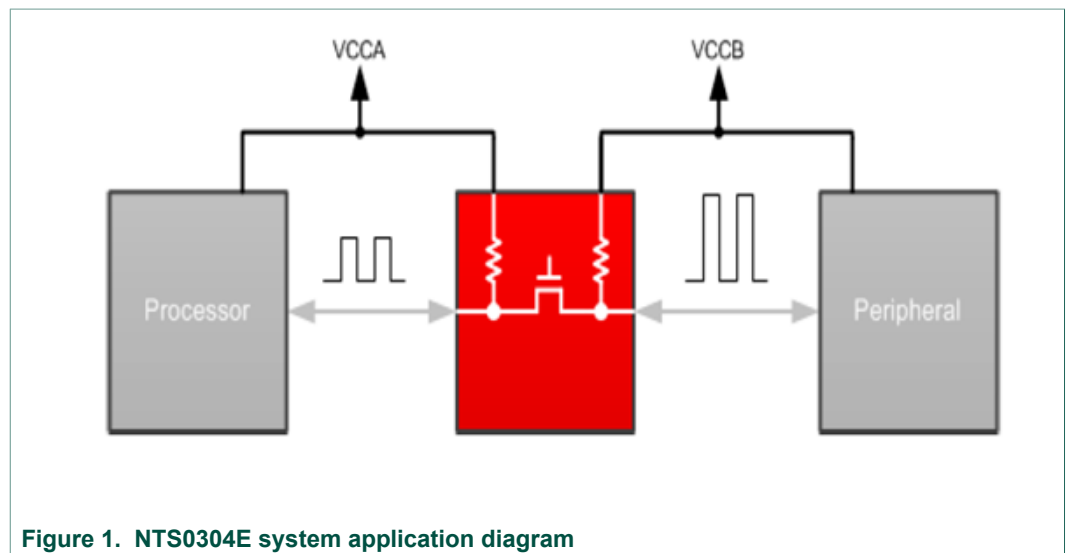 VCCA
VCCB
Processor
Peripheral
Figure 1. NTS0304E system application diagram